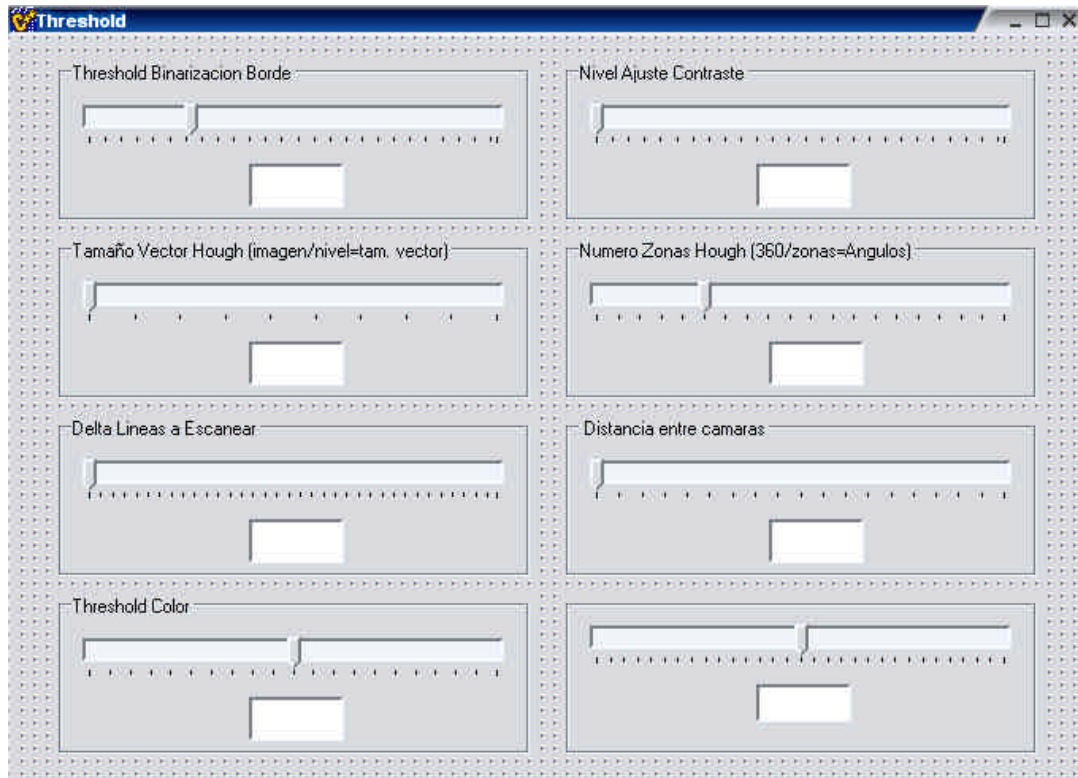 Threshold
Threshold Binarizacion Borde
Nivel Ajuste Contraste
Tamaño Vector Hough (imagen/nivel=tam. vector)
Numero Zonas Hough (360/zonas=Angulos)
Delta Lineas a Escanear
Distancia entre camaras
Threshold Color